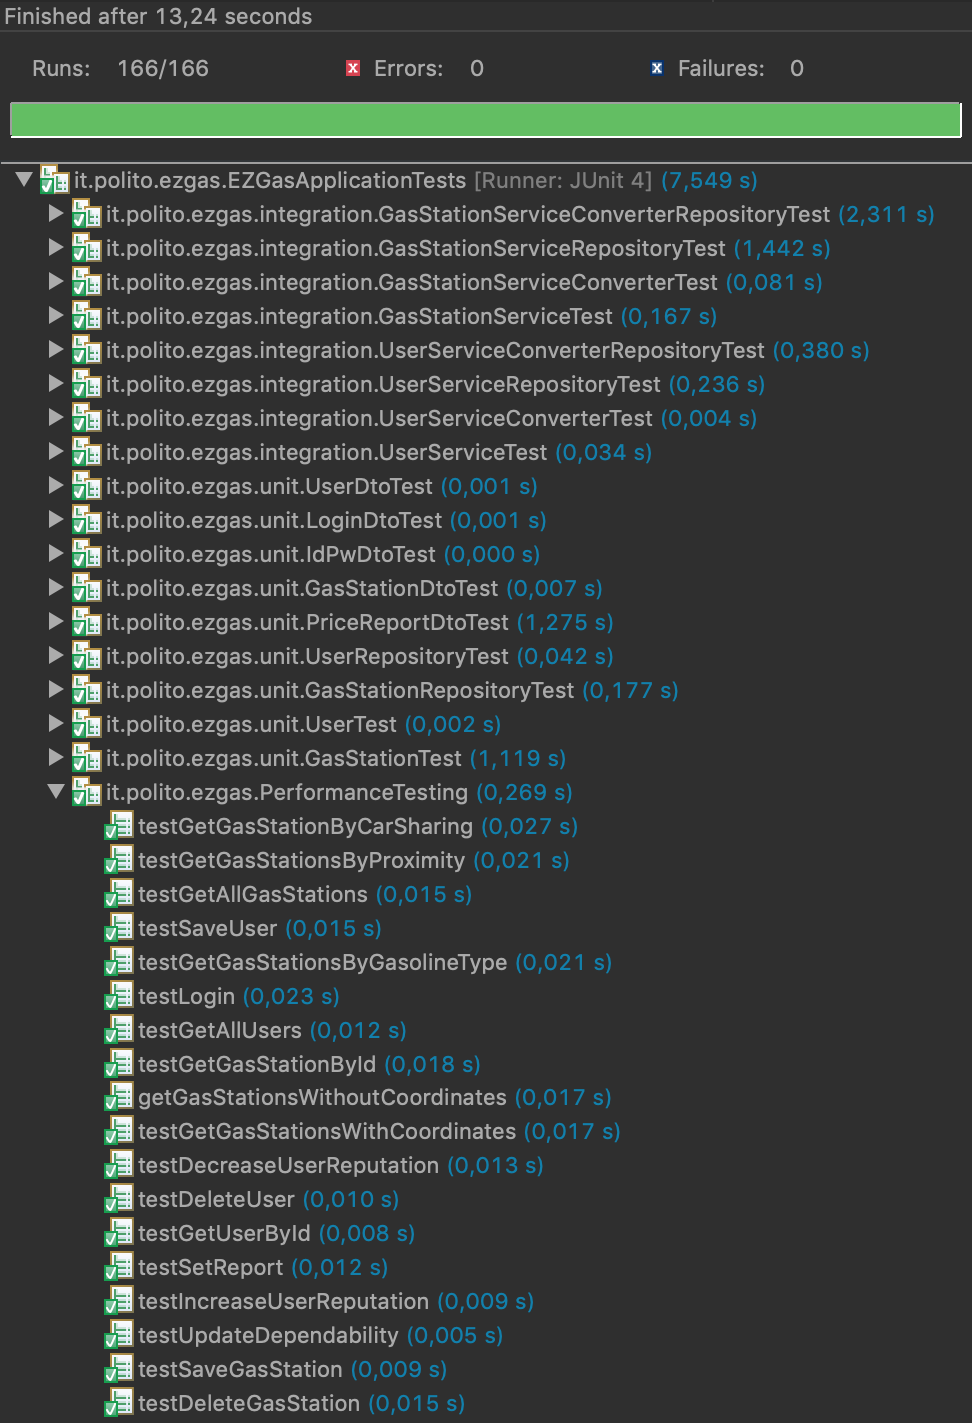 Finished after 13,24 seconds
Runs: 166/166 Errors: 0 Failures: 0
it.polito.ezgas.EZGasApplicationTests [Runner: JUnit 4] (7,549 s)
it.polito.ezgas.integration.GasStationServiceConverterRepositoryTest (2,311 s)
it.polito.ezgas.integration.GasStationServiceRepositoryTest (1,442 s)
it.polito.ezgas.integration.GasStationServiceConverterTest (0,081 s)
it.polito.ezgas.integration.GasStationServiceTest (0,167 s)
it.polito.ezgas.integration.UserServiceConverterRepositoryTest (0,380 s)
it.polito.ezgas.integration.UserServiceRepositoryTest (0,236 s)
it.polito.ezgas.integration.UserServiceConverterTest (0,004 s)
it.polito.ezgas.integration.UserServiceTest (0,034 s)
it.polito.ezgas.unit.UserDtoTest (0,001 s)
it.polito.ezgas.unit.LoginDtoTest (0,001 s)
it.polito.ezgas.unit.IdPwDtoTest (0,000 s)
it.polito.ezgas.unit.GasStationDtoTest (0,007 s)
it.polito.ezgas.unit.PriceReportDtoTest (1,275 s)
it.polito.ezgas.unit.UserRepositoryTest (0,042 s)
it.polito.ezgas.unit.GasStationRepositoryTest (0,177 s)
it.polito.ezgas.unit.UserTest (0,002 s)
it.polito.ezgas.unit.GasStationTest (1,119 s)
it.polito.ezgas.PerformanceTesting (0,269 s)
testGetGasStationByCarSharing (0,027 s)
testGetGasStationsByProximity (0,021 s)
testGetAllGasStations (0,015 s)
testSaveUser (0,015 s)
testGetGasStationsByGasolineType (0,021 s)
testLogin (0,023 s)
testGetAllUsers (0,012 s)
testGetGasStationById (0,018 s)
getGasStationsWithoutCoordinates (0,017 s)
testGetGasStationsWithCoordinates (0,017 s)
testDecreaseUserReputation (0,013 s)
testDeleteUser (0,010 s)
testGetUserById (0,008 s)
testSetReport (0,012 s)
testIncreaseUserReputation (0,009 s)
testUpdateDependability (0,005 s)
testSaveGasStation (0,009 s)
testDeleteGasStation (0,015 s)